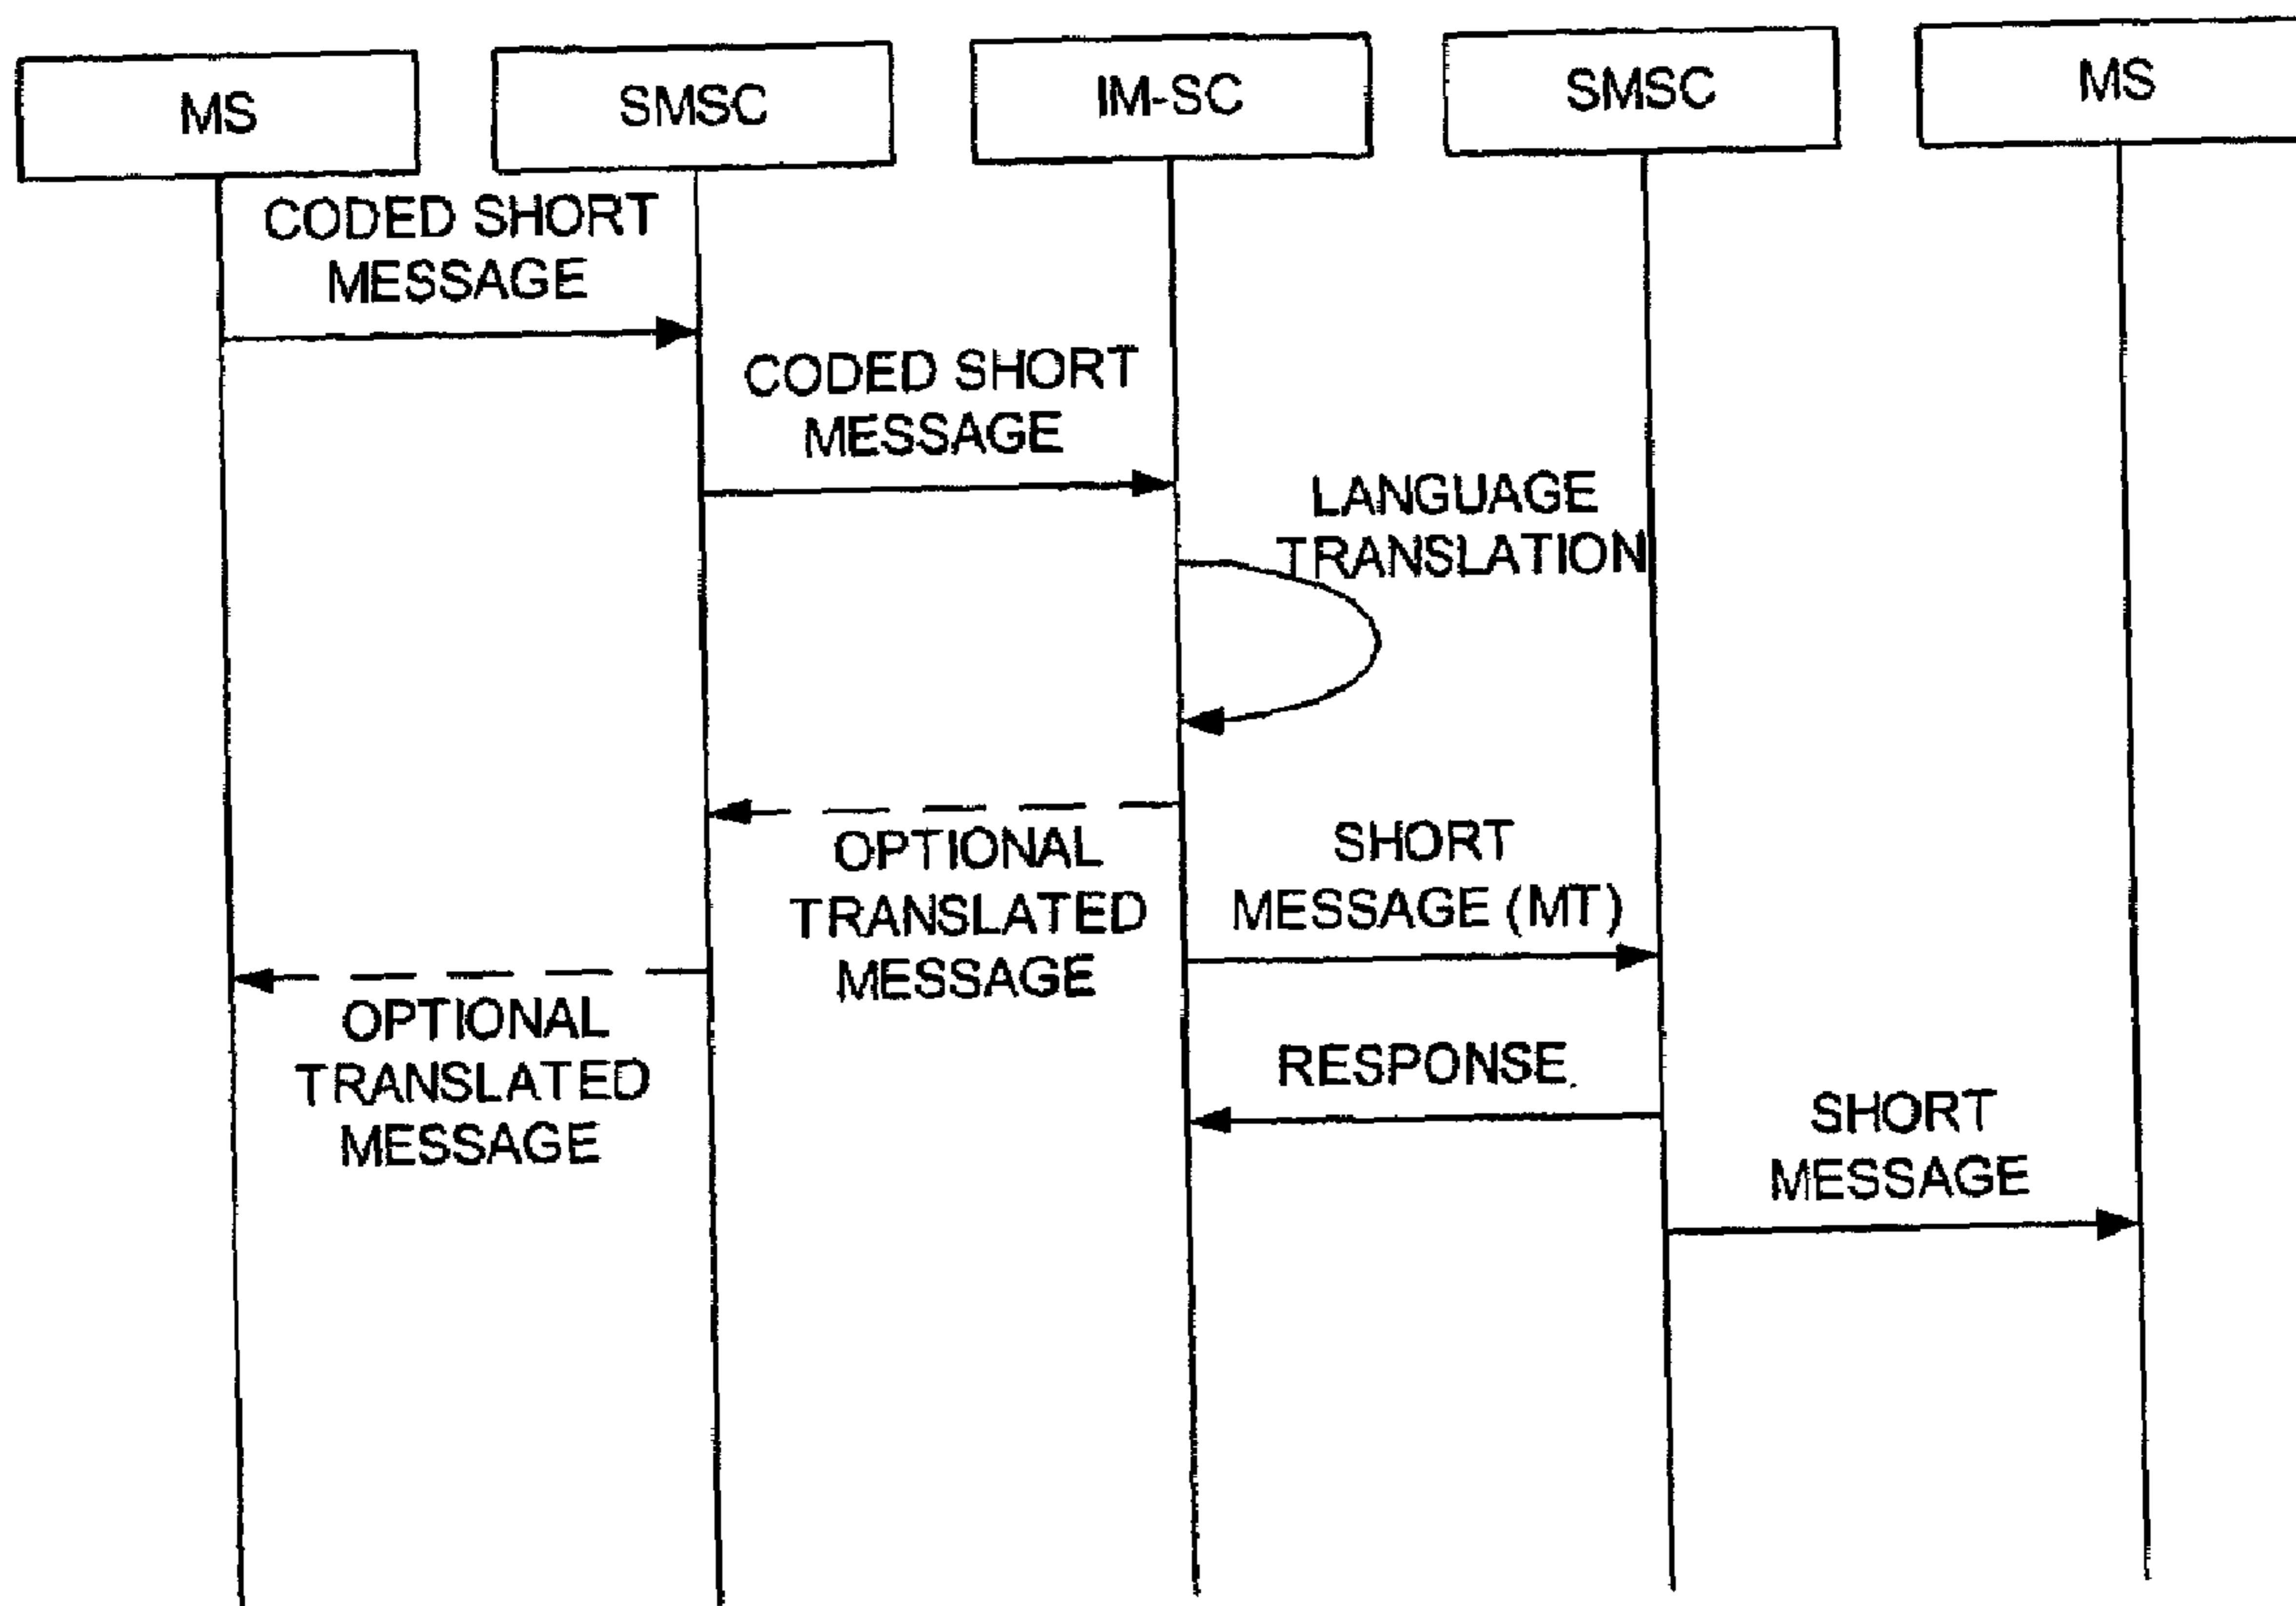 MS
SMSC
IM-SC
SMSC
MS
CODED SHORT
MESSAGE
CODED SHORT
MESSAGE
LANGUAGE
TRANSLATION
OPTIONAL
TRANSLATED
MESSAGE
SHORT
MESSAGE (MT)
OPTIONAL
TRANSLATED
MESSAGE
RESPONSE
SHORT
MESSAGE